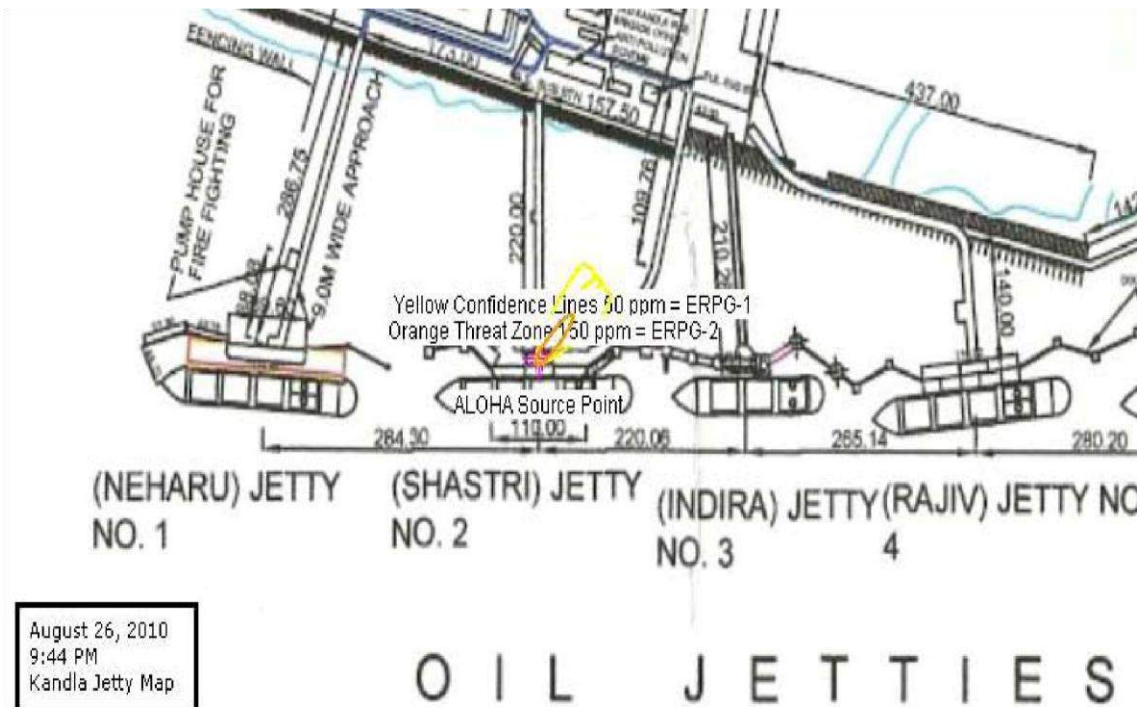 FENCING WALL
PUMP HOUSE FOR
FIRE FIGHTING
286.75
9.0M WIDE APPROACH
157.50
220.00
109.76
437.00
140.00
Yellow Confidence Lines 50 ppm = ERPG-1
Orange Threat Zone 150 ppm = ERPG-2
ALOHA Source Point
110.00
284.30
220.06
265.14
280.20
(NEHARU) JETTY
NO. 1
(SHASTRI) JETTY
NO. 2
(INDIRA) JETTY
NO. 3
(RAJIV) JETTY NO
4
August 26, 2010
9:44 PM
Kandla Jetty Map
OIL JETTIES